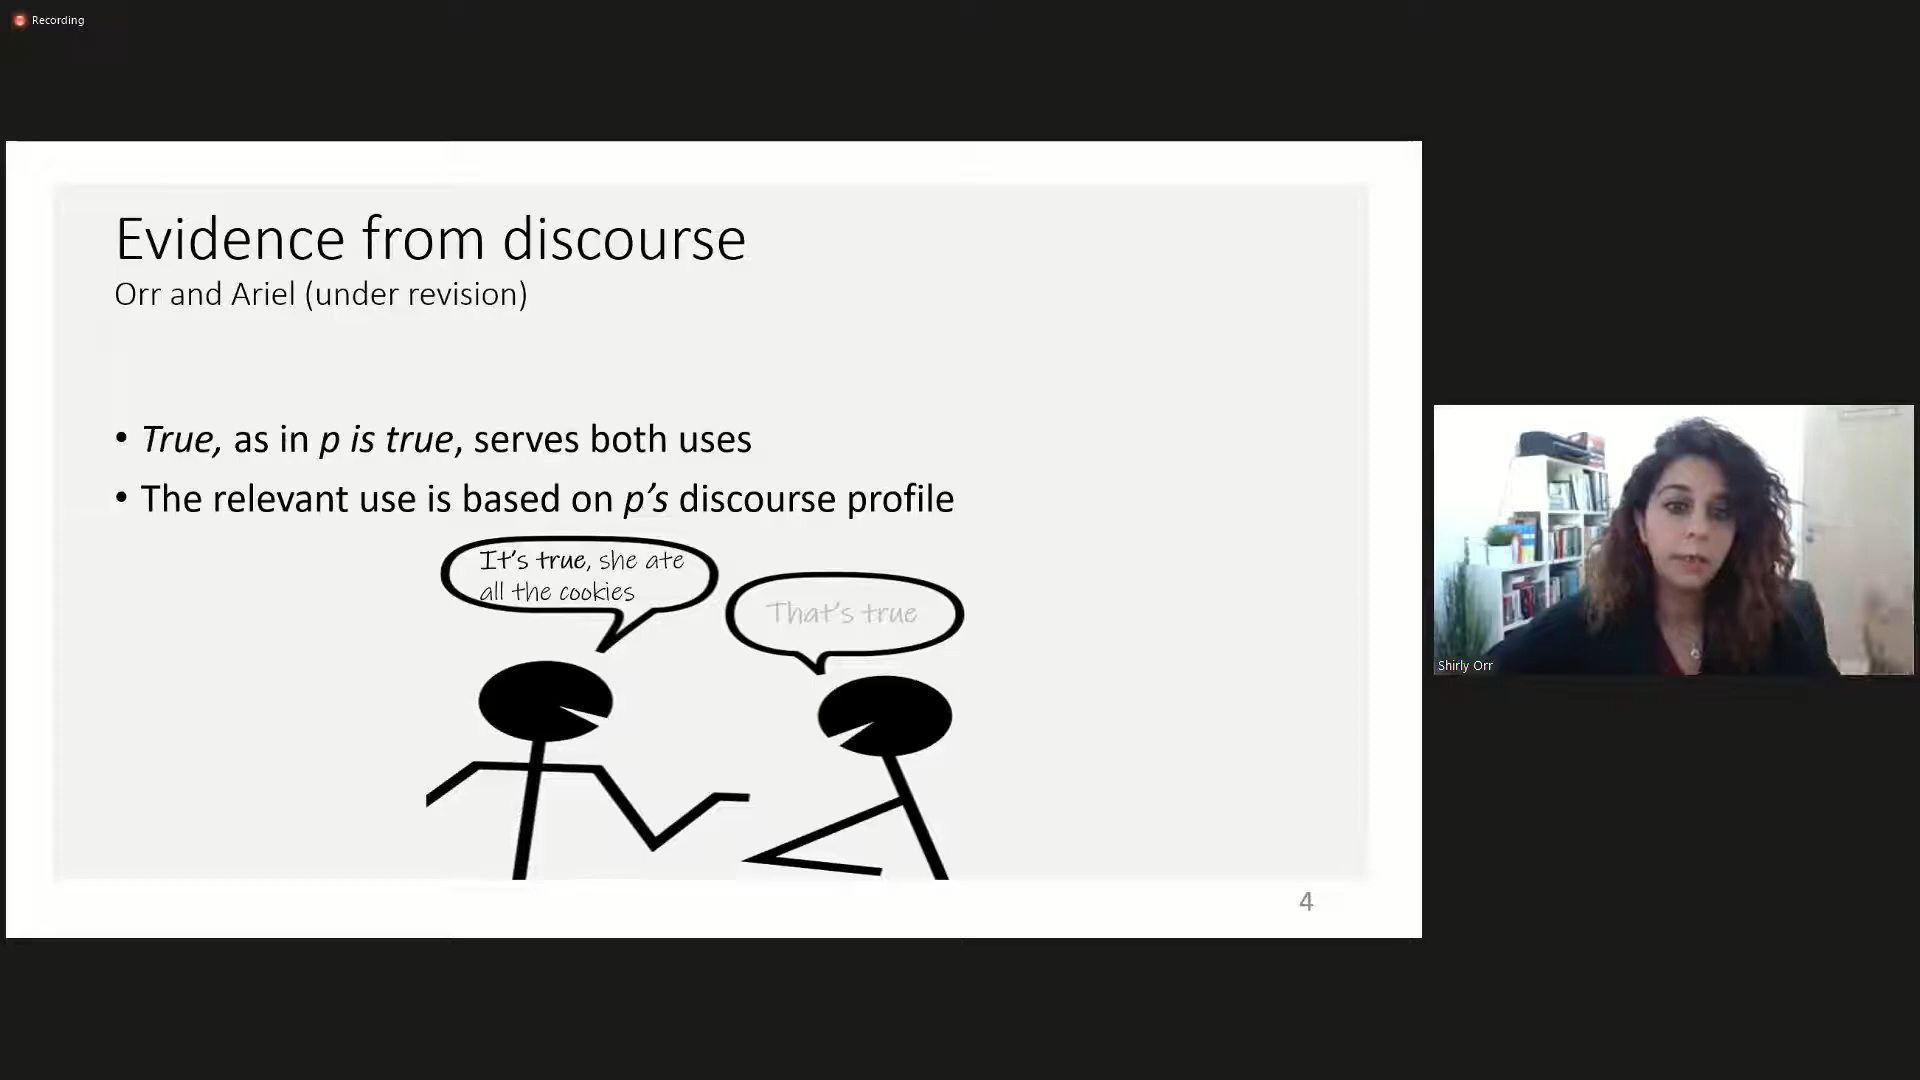 Recording
Evidence from discourse
Orr and Ariel (under revision)
• True, as in p is true, serves both uses
• The relevant use is based on p’s discourse profile
It’s true, she ate
all the cookies
That’s true
4
Shirly Orr